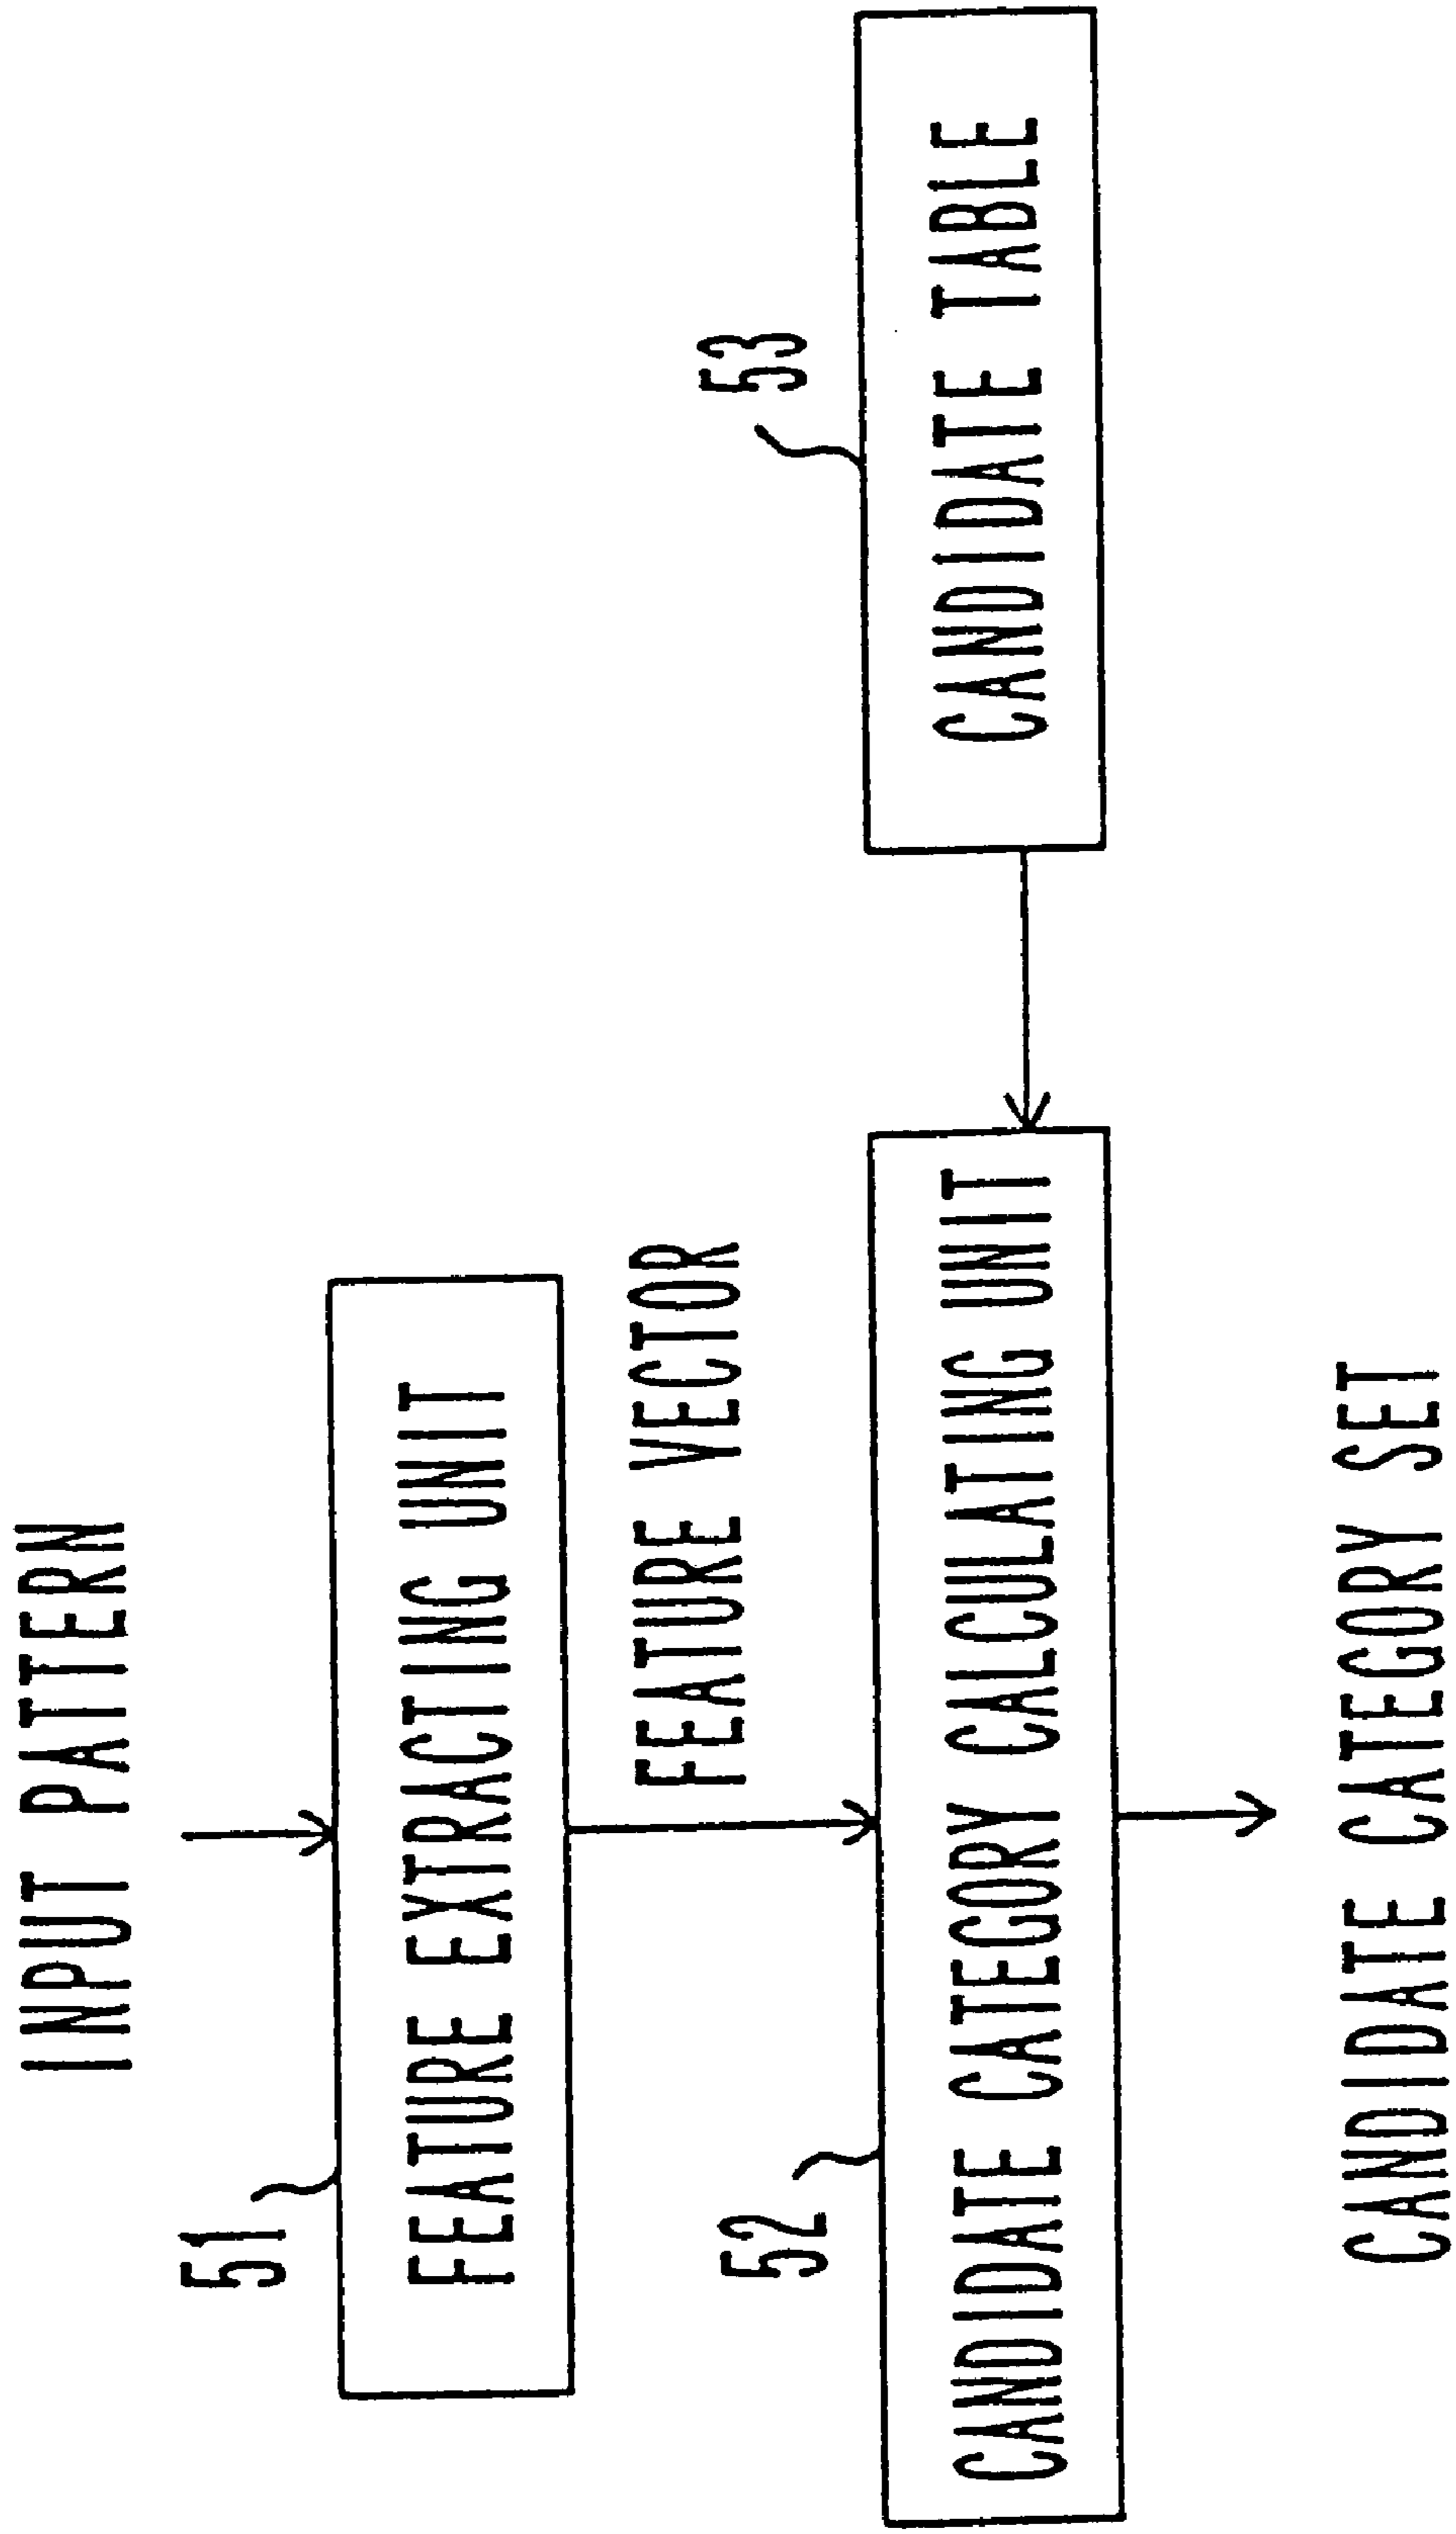 INPUT PATTERN
51
FEATURE EXTRACTING UNIT
FEATURE VECTOR
52
53
CANDIDATE CATEGORY CALCULATING UNIT
CANDIDATE TABLE
CANDIDATE CATEGORY SET